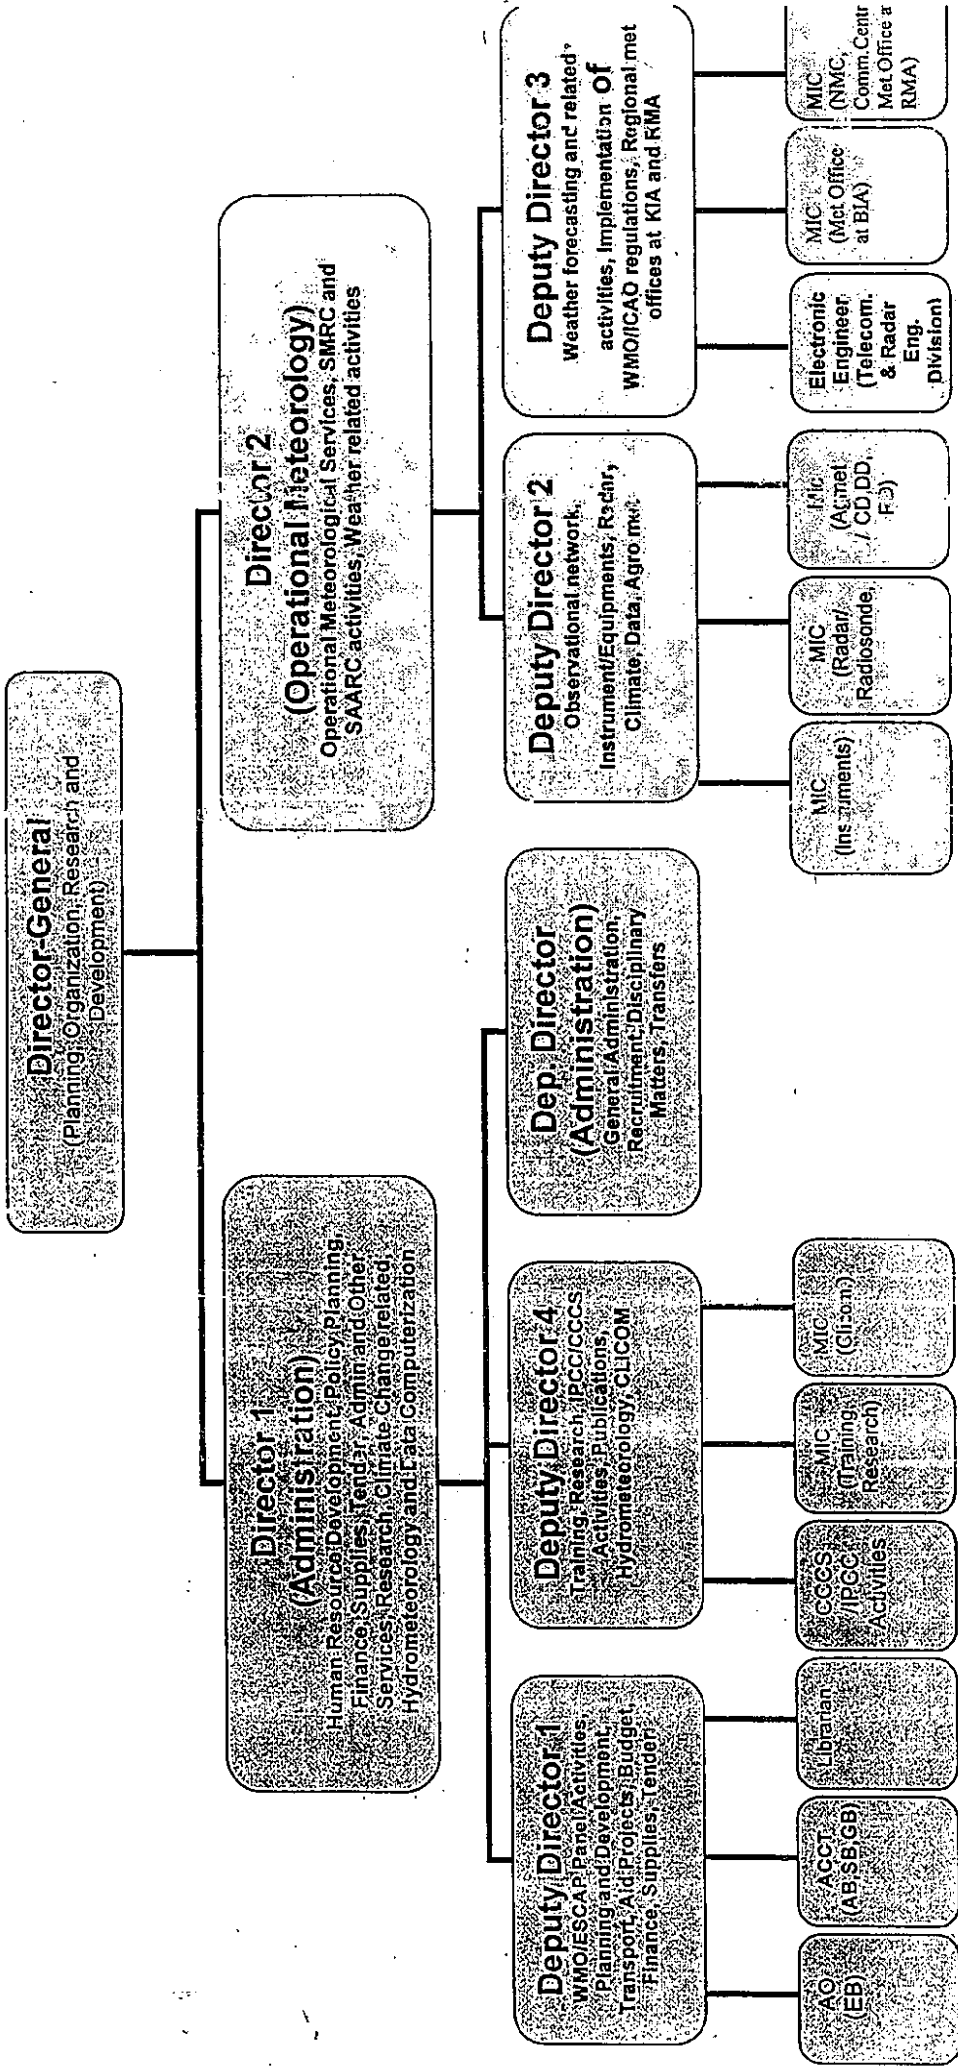 Director-General
(Planning, Organization, Research and
Development)
Director 1
(Administration)
Human Resource Development, Policy Planning,
Finance, Supplies, Tender, Admin and Other
Services, Research, Climate Change related,
Hydrometeorology and Data Computerization
Director 2
(Operational Meteorology)
Operational Meteorological Services, SMRC and
SAARC activities, Weather related activities
Deputy Director 1
WMO/ESCAP Panel Activities,
Planning and Development,
Transport, Aid Projects, Budget,
Finance, Supplies, Tender
Deputy Director 4
Training, Research, IPCC/CCCS
Activities, Publications,
Hydrometeorology, CLICOM
Dep. Director
(Administration)
General Administration,
Recruitment, Disciplinary
Matters, Transfers
Deputy Director 2
Observational network,
Instrument/Equipments, Radar,
Climate, Data, Agro met
Deputy Director 3
Weather forecasting and related
activities, Implementation of
WMO/ICAO regulations, Regional met
offices at KIA and RMA
AO
(EB)
ACCT
(AB,SB,GB)
Librarian
CCCS
/IPCC
Activities
MIC
(Training,
Research)
MIC
(Clicom)
MIC
(Instruments)
MIC
(Radar/
Radiosonde
MIC
(Agmet
/ CD,DD,
Electronic
Engineer
(Telecom.
& Radar
Eng.
Division)
MIC
(Met Office
at BIA)
MIC
(NMC,
Comm.Centr
Met.Office a
RMA)